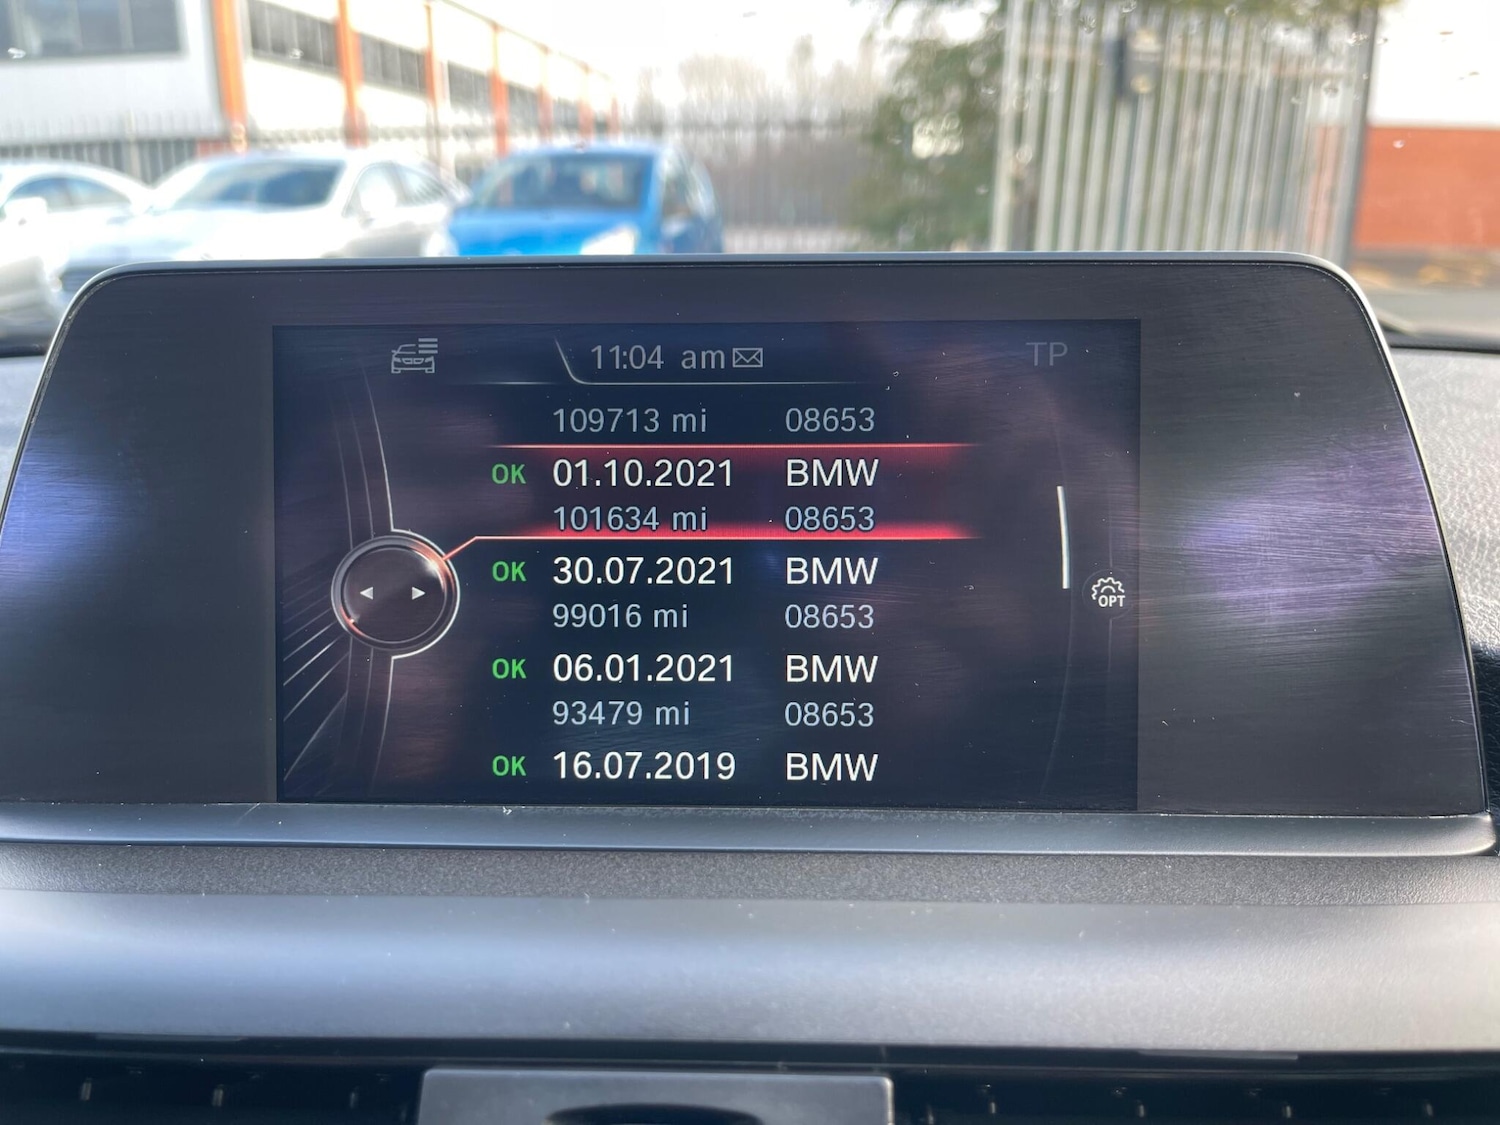 11:04 am
TP
109713 mi 08653
OK 01.10.2021 BMW
101634 mi 08653
OK 30.07.2021 BMW
99016 mi 08653
OK 06.01.2021 BMW
93479 mi 08653
OK 16.07.2019 BMW
OPT